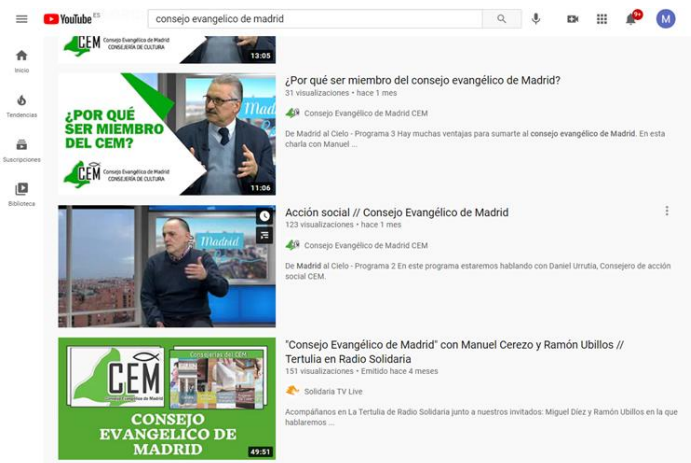 YouTube ES
consejo evangelico de madrid
9+
M
Inicio
Tendencias
Suscripciones
Biblioteca
CEM Consejo Evangélico de Madrid
CONSEJERÍA DE CULTURA
13:05
¿POR QUÉ
SER MIEMBRO
DEL CEM?
Mad
CEM Consejo Evangélico de Madrid
CONSEJERÍA DE CULTURA
11:06
¿Por qué ser miembro del consejo evangélico de Madrid?
31 visualizaciones • hace 1 mes
Consejo Evangélico de Madrid CEM
De Madrid al Cielo - Programa 3 Hay muchas ventajas para sumarte al consejo evangélico de Madrid. En esta
charla con Manuel ...
Madrid
Acción social // Consejo Evangélico de Madrid
123 visualizaciones • hace 1 mes
Consejo Evangélico de Madrid CEM
De Madrid al Cielo - Programa 2 En este programa estaremos hablando con Daniel Urrutia, Consejero de acción
social CEM.
Consejerías del CEM
CEM
Consejo Evangélico de Madrid
CONSEJO
EVANGELICO DE
MADRID
49:51
"Consejo Evangélico de Madrid" con Manuel Cerezo y Ramón Ubillos //
Tertulia en Radio Solidaria
151 visualizaciones • Emitido hace 4 meses
Solidaria TV Live
Acompáñanos en La Tertulia de Radio Solidaria junto a nuestros invitados: Miguel Díez y Ramón Ubillos en la que
hablaremos ...